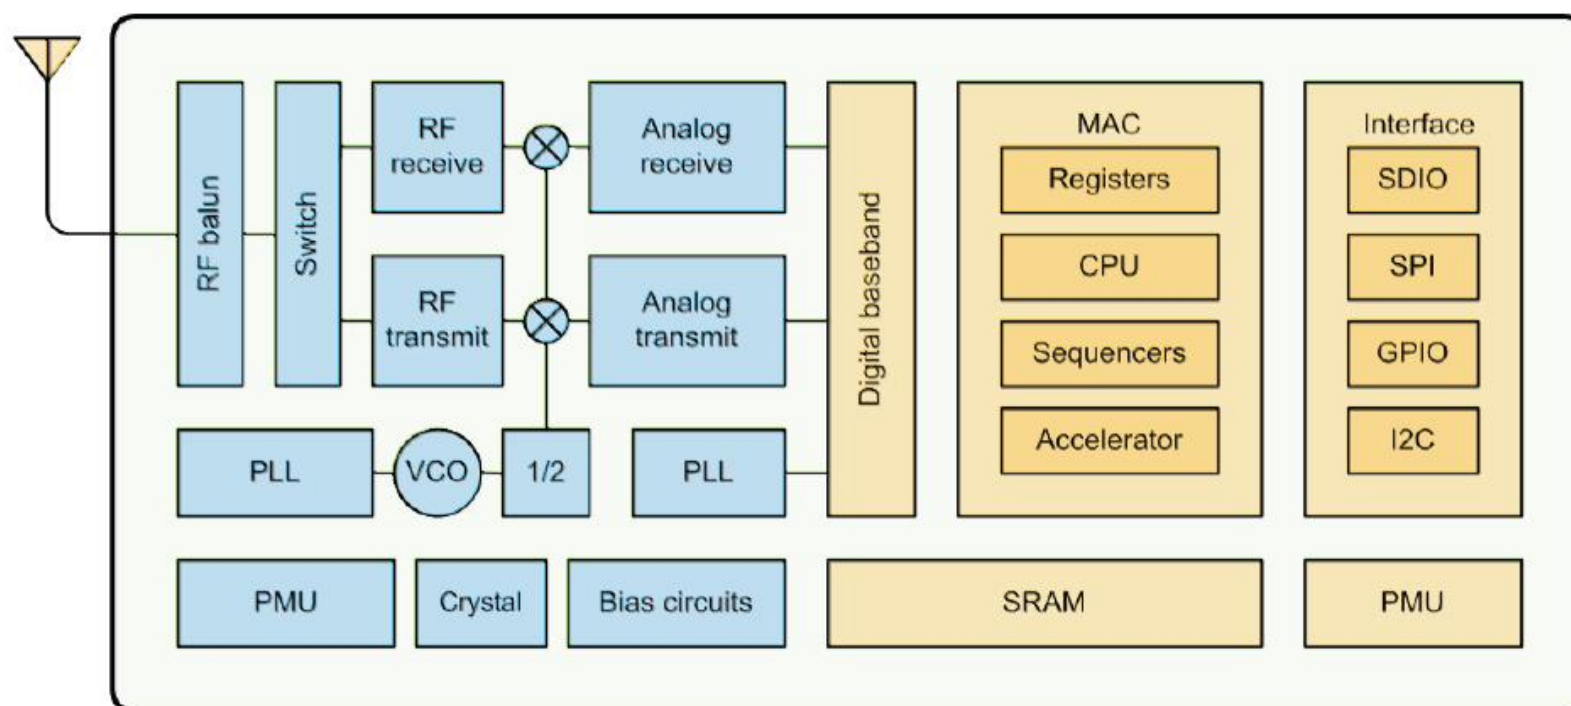 RF balun
Switch
RF
receive
Analog
receive
RF
transmit
Analog
transmit
Digital baseband
MAC
Registers
CPU
Sequencers
Accelerator
Interface
SDIO
SPI
GPIO
I2C
PLL
VCO
1/2
PLL
PMU
Crystal
Bias circuits
SRAM
PMU